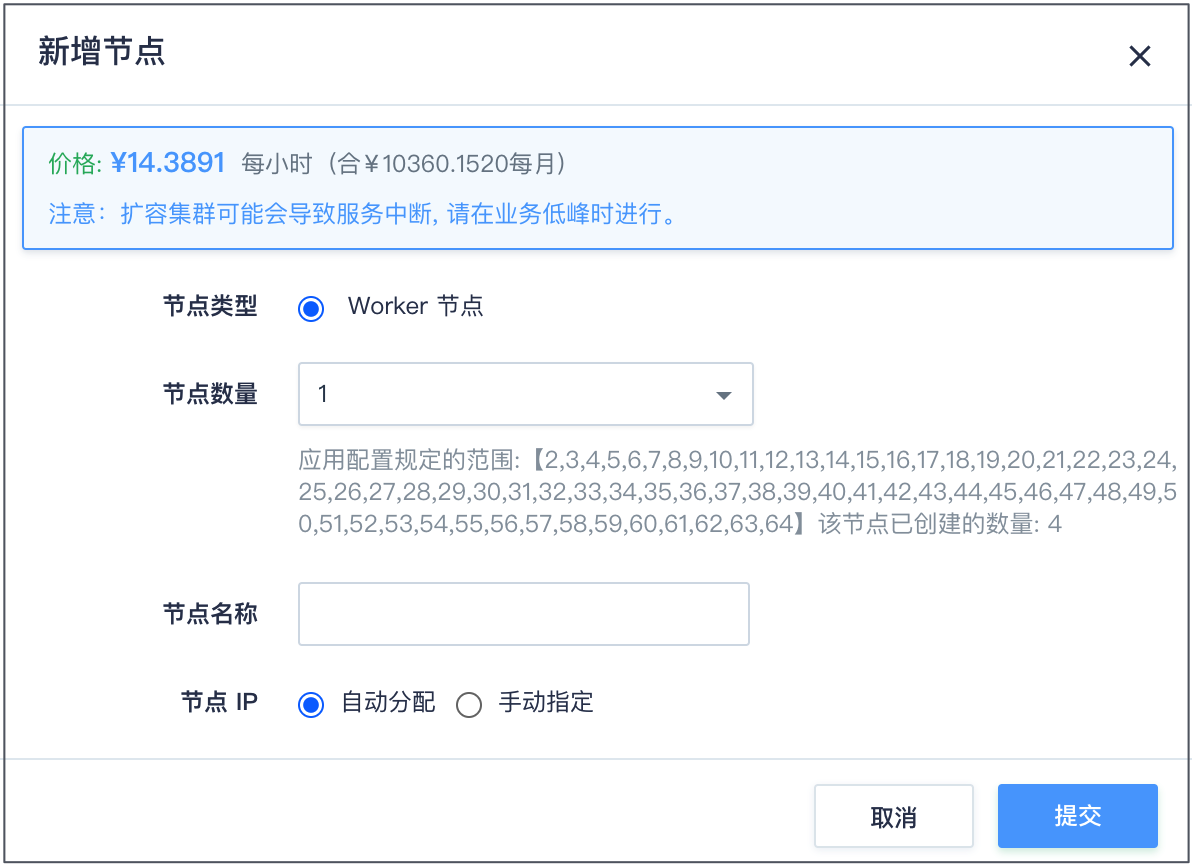 新增节点
价格: ¥14.3891 每小时（合￥10360.1520每月）
注意：扩容集群可能会导致服务中断, 请在业务低峰时进行。
节点类型 Worker 节点
节点数量 1
应用配置规定的范围:【2,3,4,5,6,7,8,9,10,11,12,13,14,15,16,17,18,19,20,21,22,23,24,
25,26,27,28,29,30,31,32,33,34,35,36,37,38,39,40,41,42,43,44,45,46,47,48,49,5
0,51,52,53,54,55,56,57,58,59,60,61,62,63,64】该节点已创建的数量: 4
节点名称
节点 IP 自动分配 手动指定
取消 提交